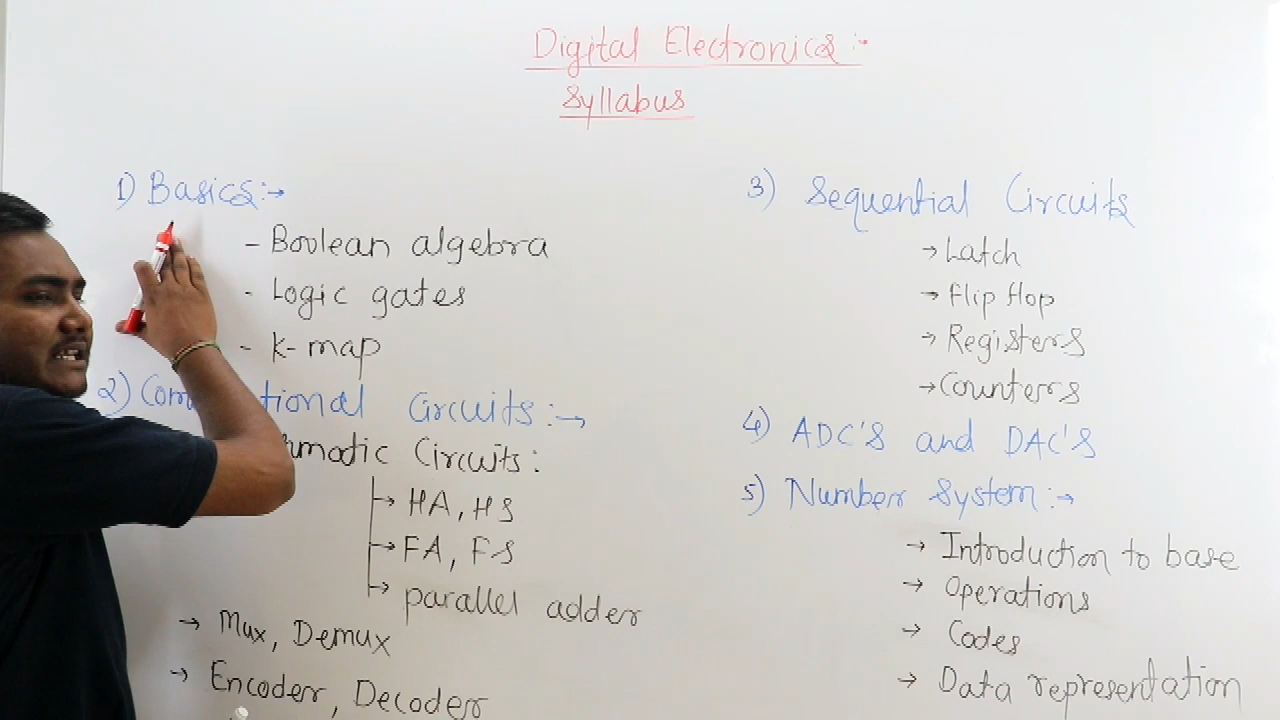 Digital Electronics :-
Syllabus
1) Basics :→
- Boolean algebra
- Logic gates
- K-map
2) Com tional Circuits :→
matic Circuits :
→ HA, HS
→ FA, FS
→ parallel adder
→ Mux, Demux
→ Encoder, Decoder
3) Sequential Circuits
→ Latch
→ flip flop
→ Registers
→ Counters
4) ADC'S and DAC'S
5) Number System :→
→ Introduction to base
→ Operations
→ Codes
→ Data representation